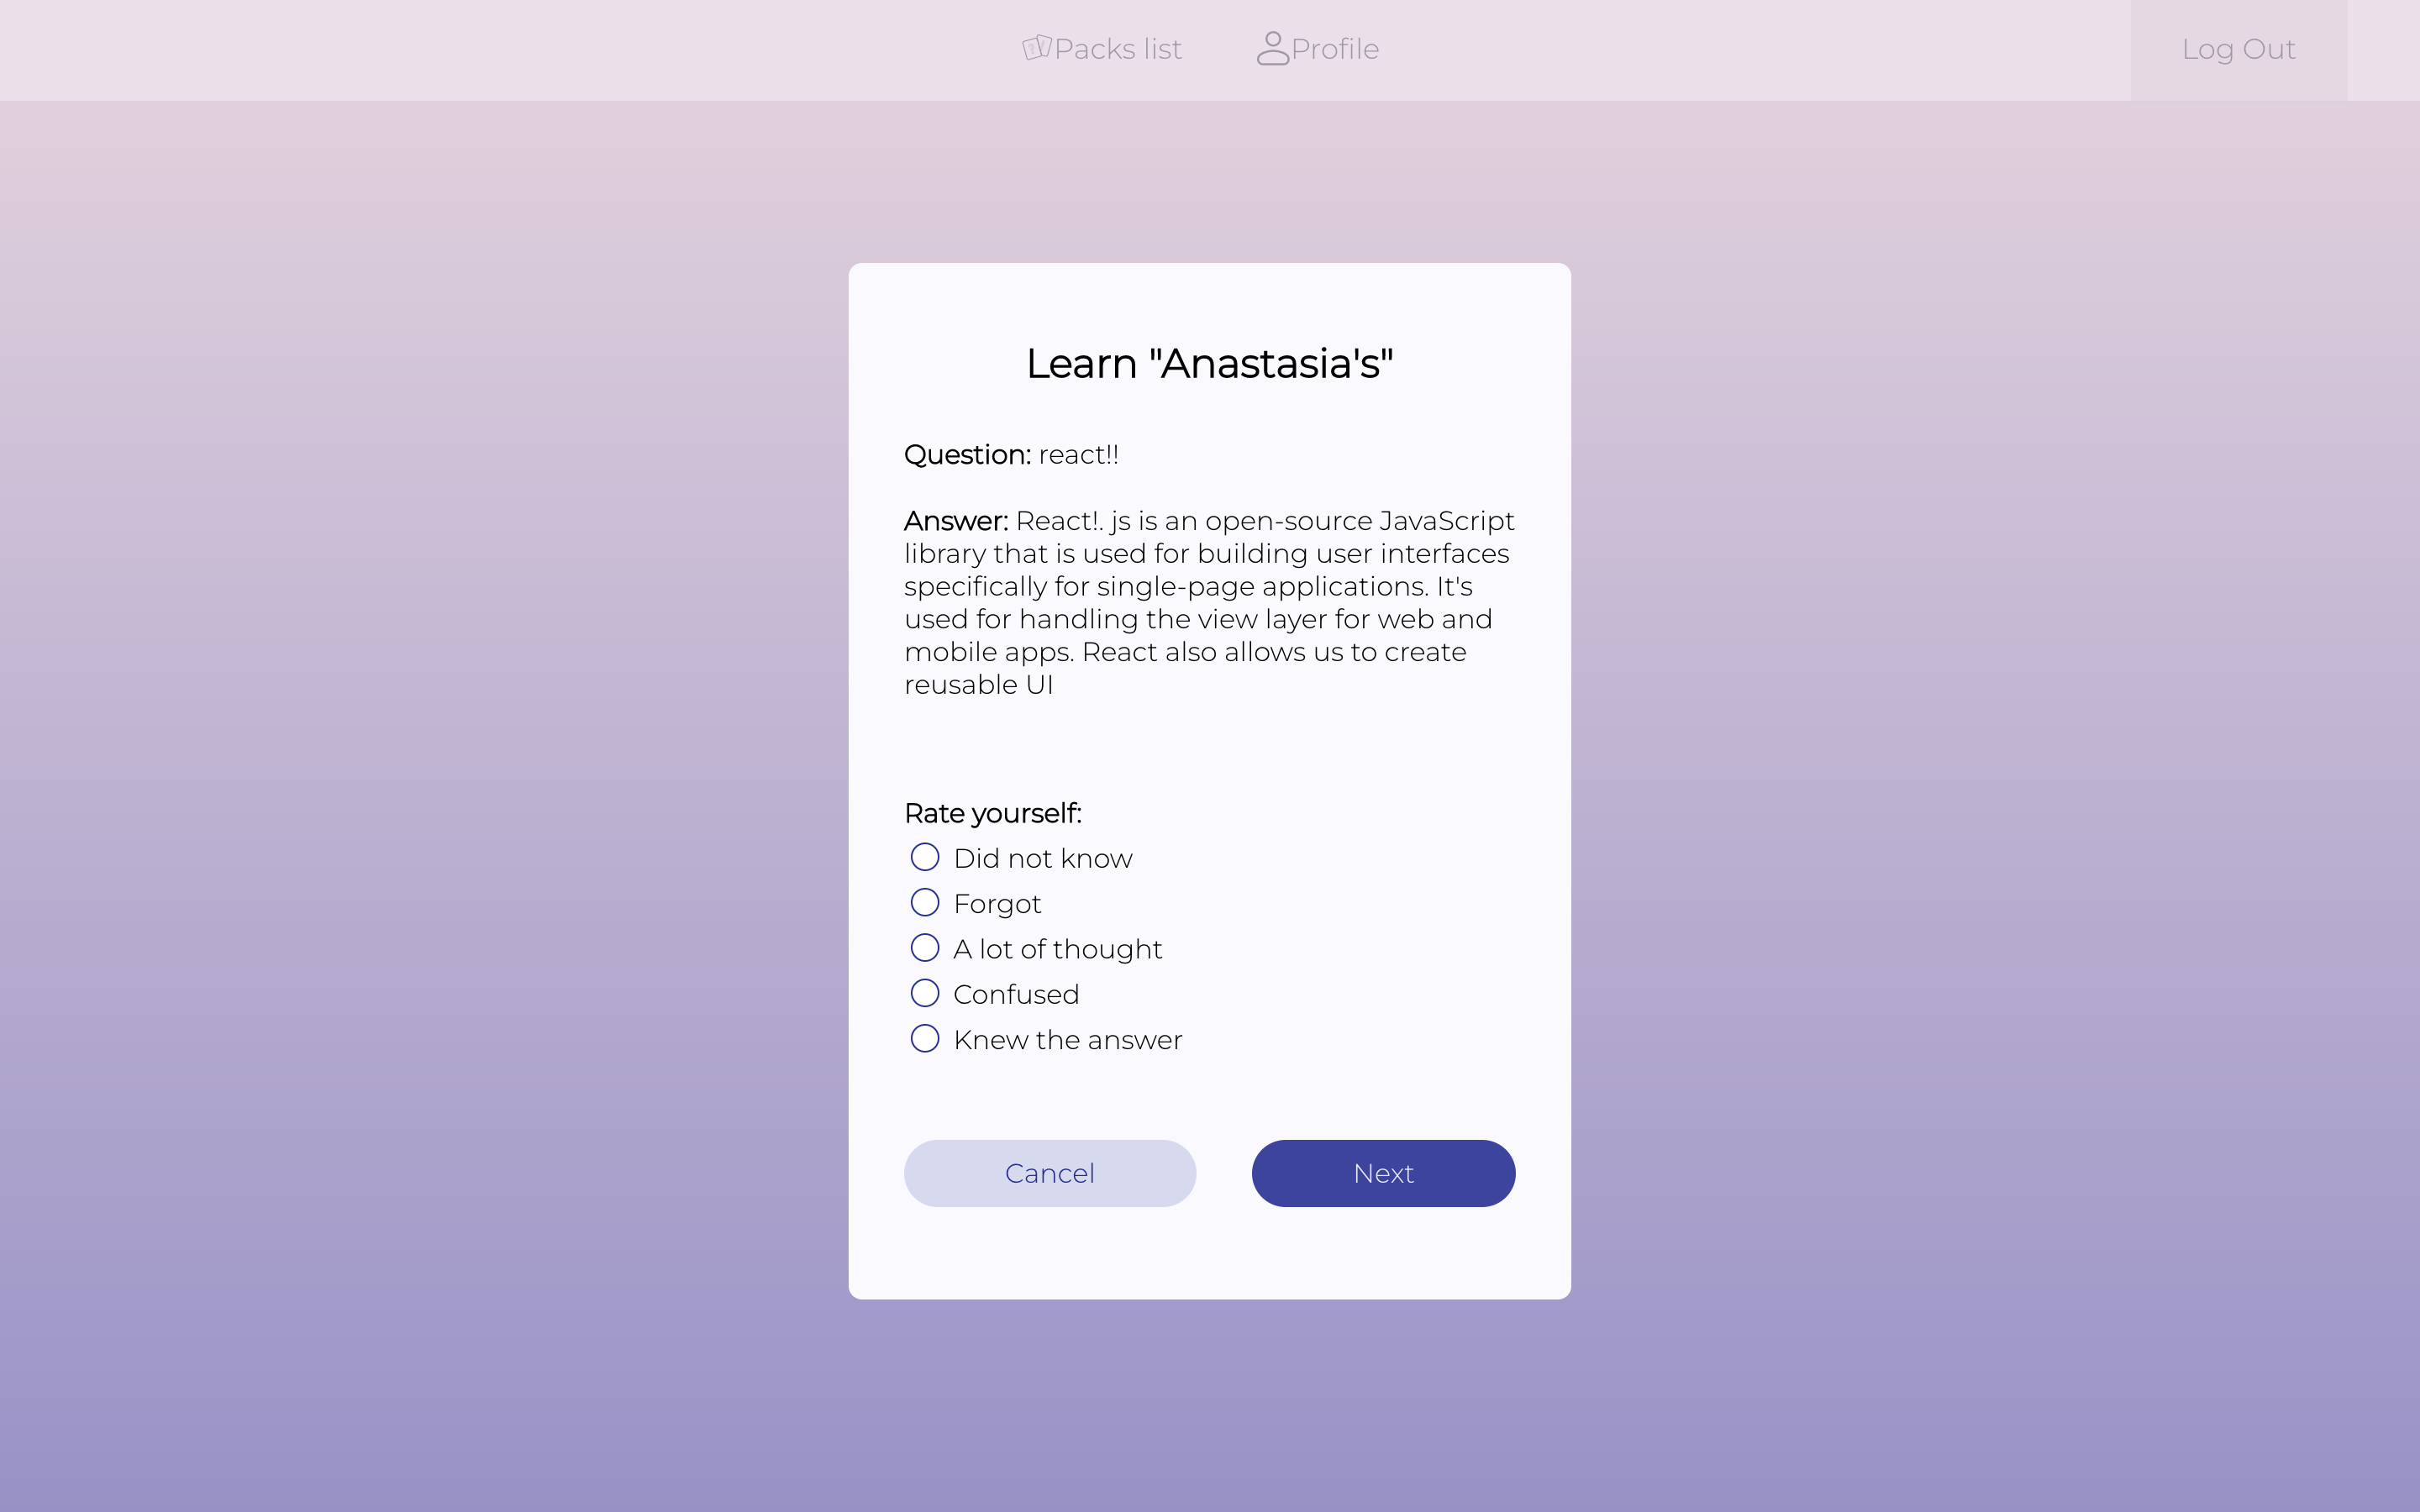 Packs list
Profile
Log Out
Learn "Anastasia's"
Question: react!!
Answer: React!. js is an open-source JavaScript
library that is used for building user interfaces
specifically for single-page applications. It's
used for handling the view layer for web and
mobile apps. React also allows us to create
reusable UI
Rate yourself:
Did not know
Forgot
A lot of thought
Confused
Knew the answer
Cancel
Next